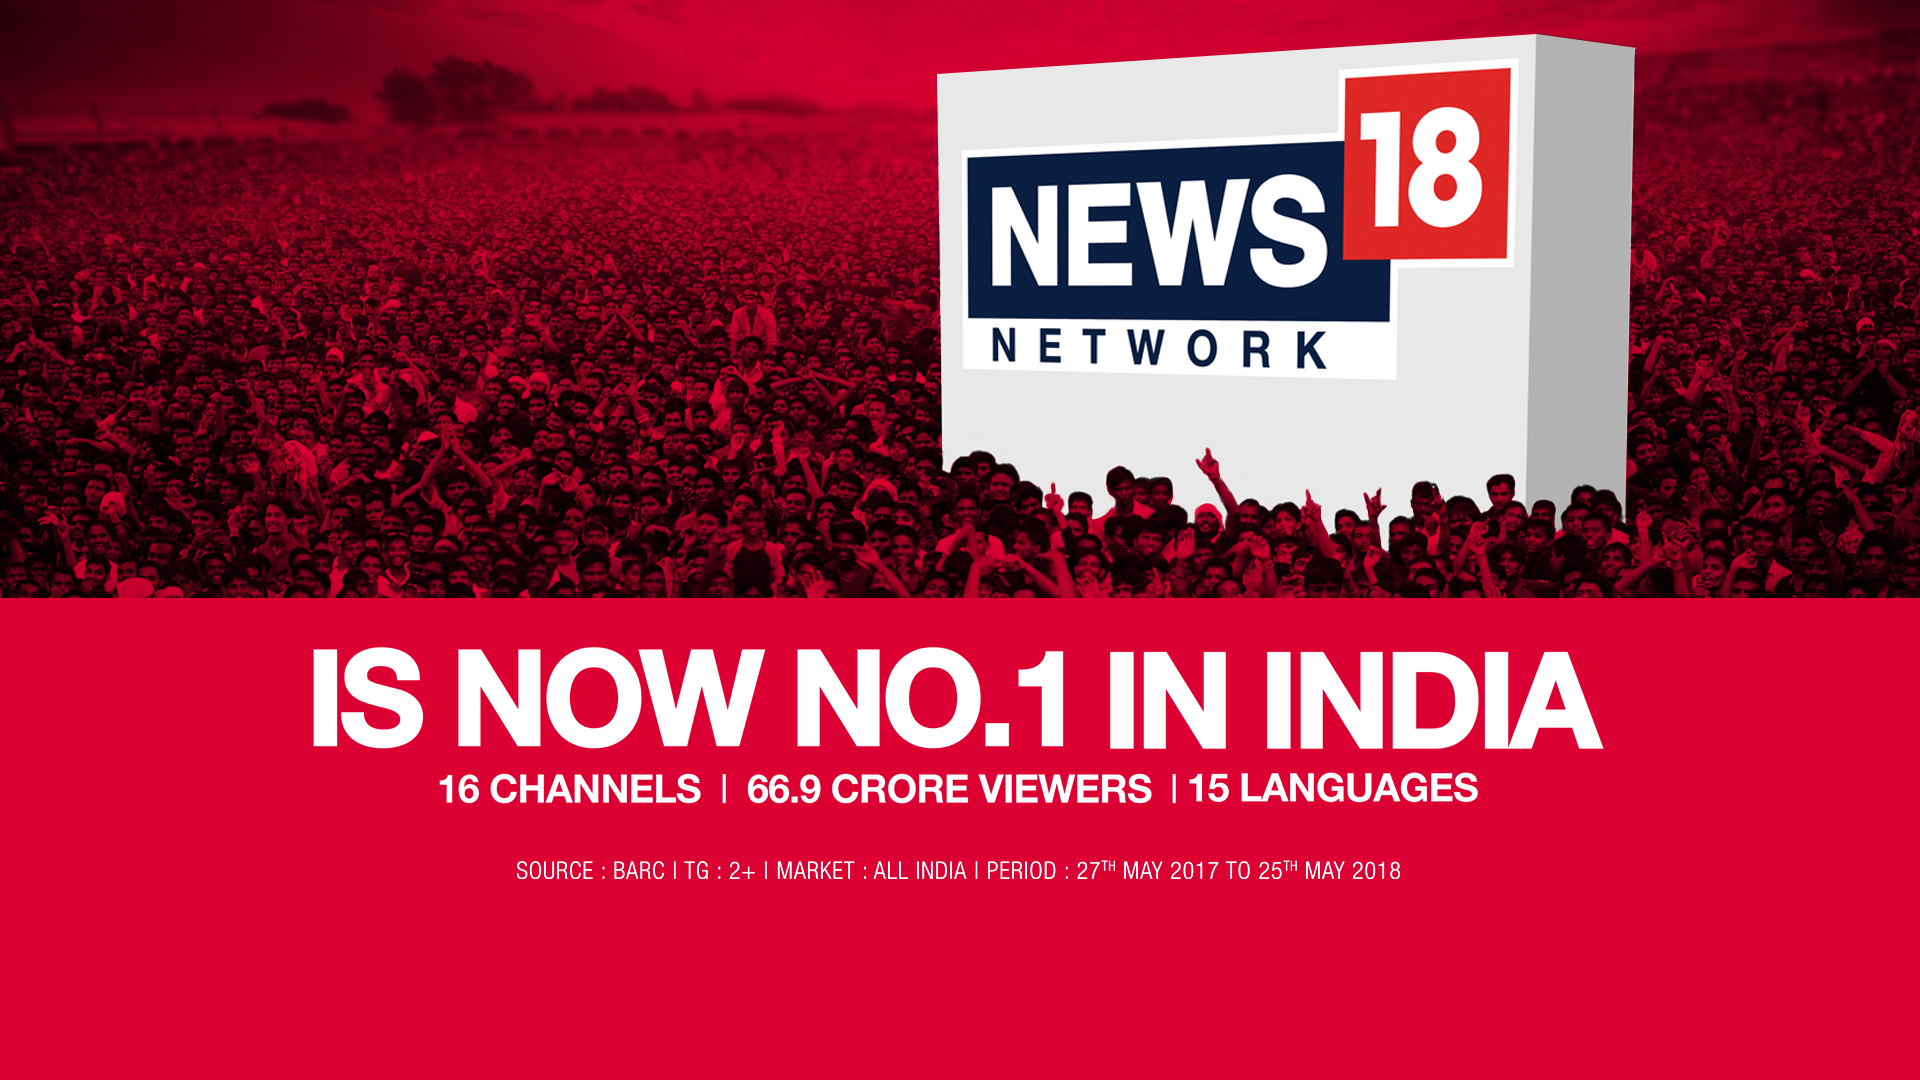 NEWS 18
NETWORK
IS NOW NO.1 IN INDIA
16 CHANNELS | 66.9 CRORE VIEWERS | 15 LANGUAGES
SOURCE : BARC | TG : 2+ | MARKET : ALL INDIA | PERIOD : 27TH MAY 2017 TO 25TH MAY 2018